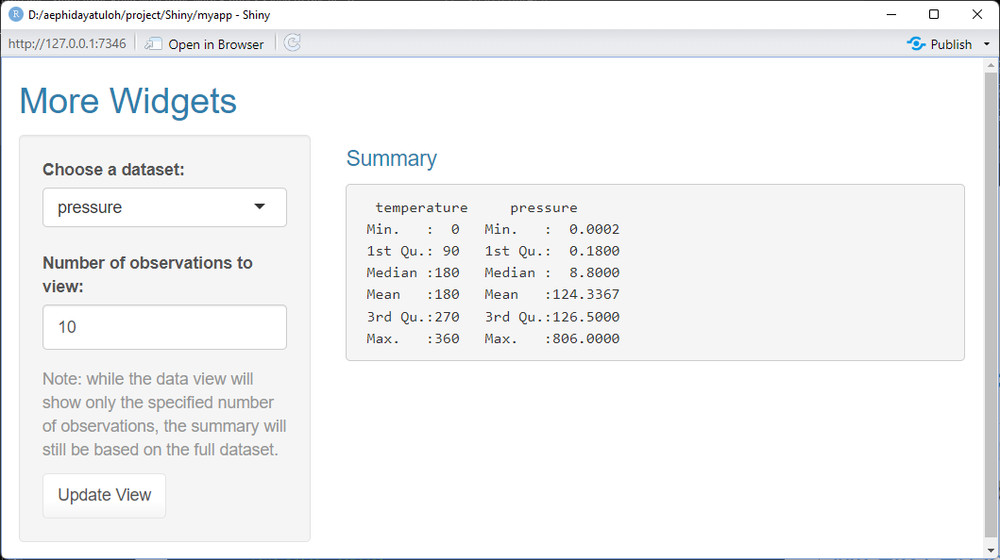 D:/aephidayatuloh/project/Shiny/myapp - Shiny
http://127.0.0.1:7346 Open in Browser Publish
More Widgets
Choose a dataset:
pressure
Number of observations to
view:
10
Note: while the data view will
show only the specified number
of observations, the summary will
still be based on the full dataset.
Update View
Summary
temperature pressure
Min. : 0 Min. : 0.0002
1st Qu.: 90 1st Qu.: 0.1800
Median :180 Median : 8.8000
Mean :180 Mean :124.3367
3rd Qu.:270 3rd Qu.:126.5000
Max. :360 Max. :806.0000